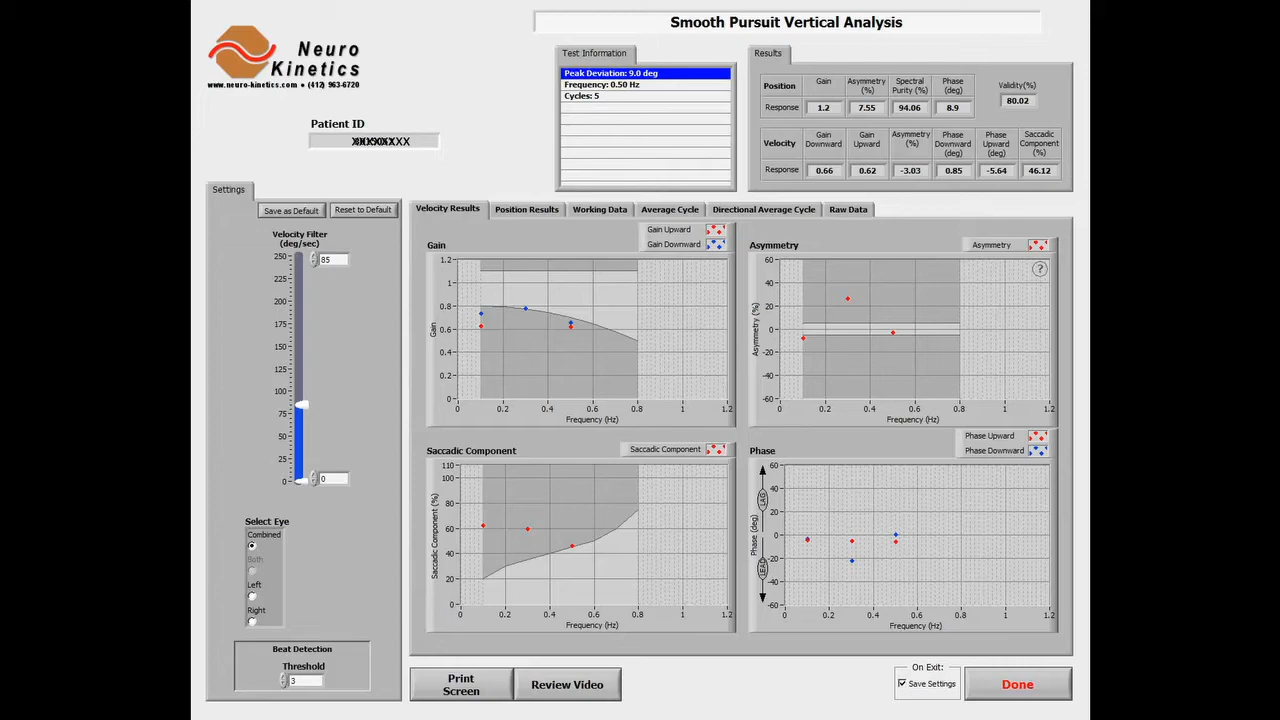 Smooth Pursuit Vertical Analysis
Neuro
Kinetics
www.neuro-kinetics.com ● (412) 963-6720
Patient ID
Test Information
Peak Deviation: 9.0 deg
Frequency: 0.50 Hz
Cycles: 5
Results
Position Gain Asymmetry (%) Spectral Purity (%) Phase (deg)
Response 1.2 7.55 94.06 8.9
Validity(%)
80.02
Velocity Gain Downward Gain Upward Asymmetry (%) Phase Downward (deg) Phase Upward (deg) Saccadic Component (%)
Response 0.66 0.62 -3.03 0.85 -5.64 46.12
Settings
Save as Default Reset to Default
Velocity Filter
(deg/sec)
85
250
225
200
175
150
125
100
75
50
25
0
0
Select Eye
Combined
Both
Left
Right
Beat Detection
Threshold
3
Velocity Results Position Results Working Data Average Cycle Directional Average Cycle Raw Data
Gain
Gain Upward
Gain Downward
Gain
1.2
1
0.8
0.6
0.4
0.2
0
0 0.2 0.4 0.6 0.8 1 1.2
Frequency (Hz)
Asymmetry
Asymmetry
?
Asymmetry (%)
60
40
20
0
-20
-40
-60
0 0.2 0.4 0.6 0.8 1 1.2
Frequency (Hz)
Saccadic Component
Saccadic Component
Saccadic Component (%)
110
100
80
60
40
20
0
0 0.2 0.4 0.6 0.8 1 1.2
Frequency (Hz)
Phase
Phase Upward
Phase Downward
LAG
LEAD
Phase (deg)
60
40
20
0
-20
-40
-60
0 0.2 0.4 0.6 0.8 1 1.2
Frequency (Hz)
Print
Screen
Review Video
On Exit:
Save Settings
Done